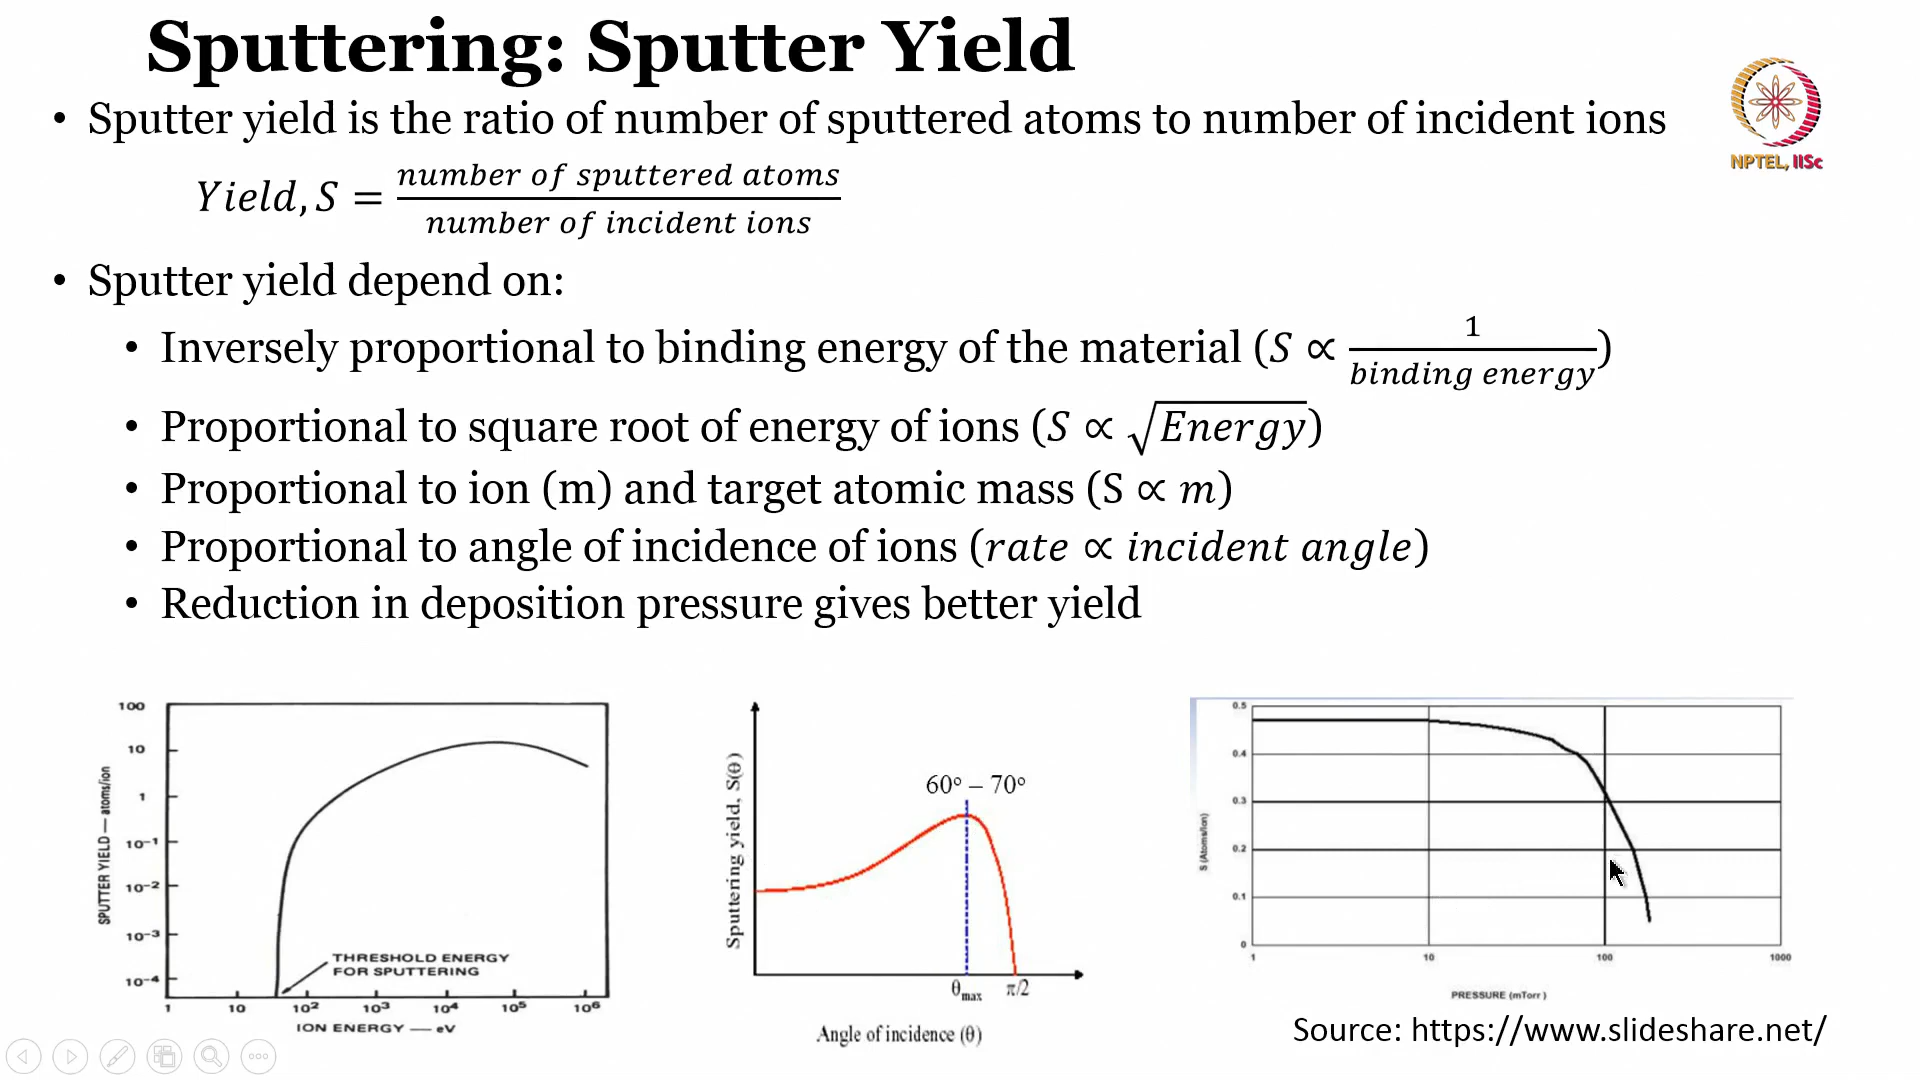 Sputtering: Sputter Yield
• Sputter yield is the ratio of number of sputtered atoms to number of incident ions
NPTEL, IISc
Yield, S = number of sputtered atoms / number of incident ions
• Sputter yield depend on:
• Inversely proportional to binding energy of the material (S ∝ 1 / binding energy)
• Proportional to square root of energy of ions (S ∝ √Energy)
• Proportional to ion (m) and target atomic mass (S ∝ m)
• Proportional to angle of incidence of ions (rate ∝ incident angle)
• Reduction in deposition pressure gives better yield
SPUTTER YIELD — atoms/ion
100
10
1
10⁻¹
10⁻²
10⁻³
10⁻⁴
THRESHOLD ENERGY
FOR SPUTTERING
1 10 10² 10³ 10⁴ 10⁵ 10⁶
ION ENERGY — eV
Sputtering yield, S(θ)
60° – 70°
θmax π/2
Angle of incidence (θ)
S (Atoms/Ion)
0.5
0.4
0.3
0.2
0.1
0
1 10 100 1000
PRESSURE (mTorr )
Source: https://www.slideshare.net/